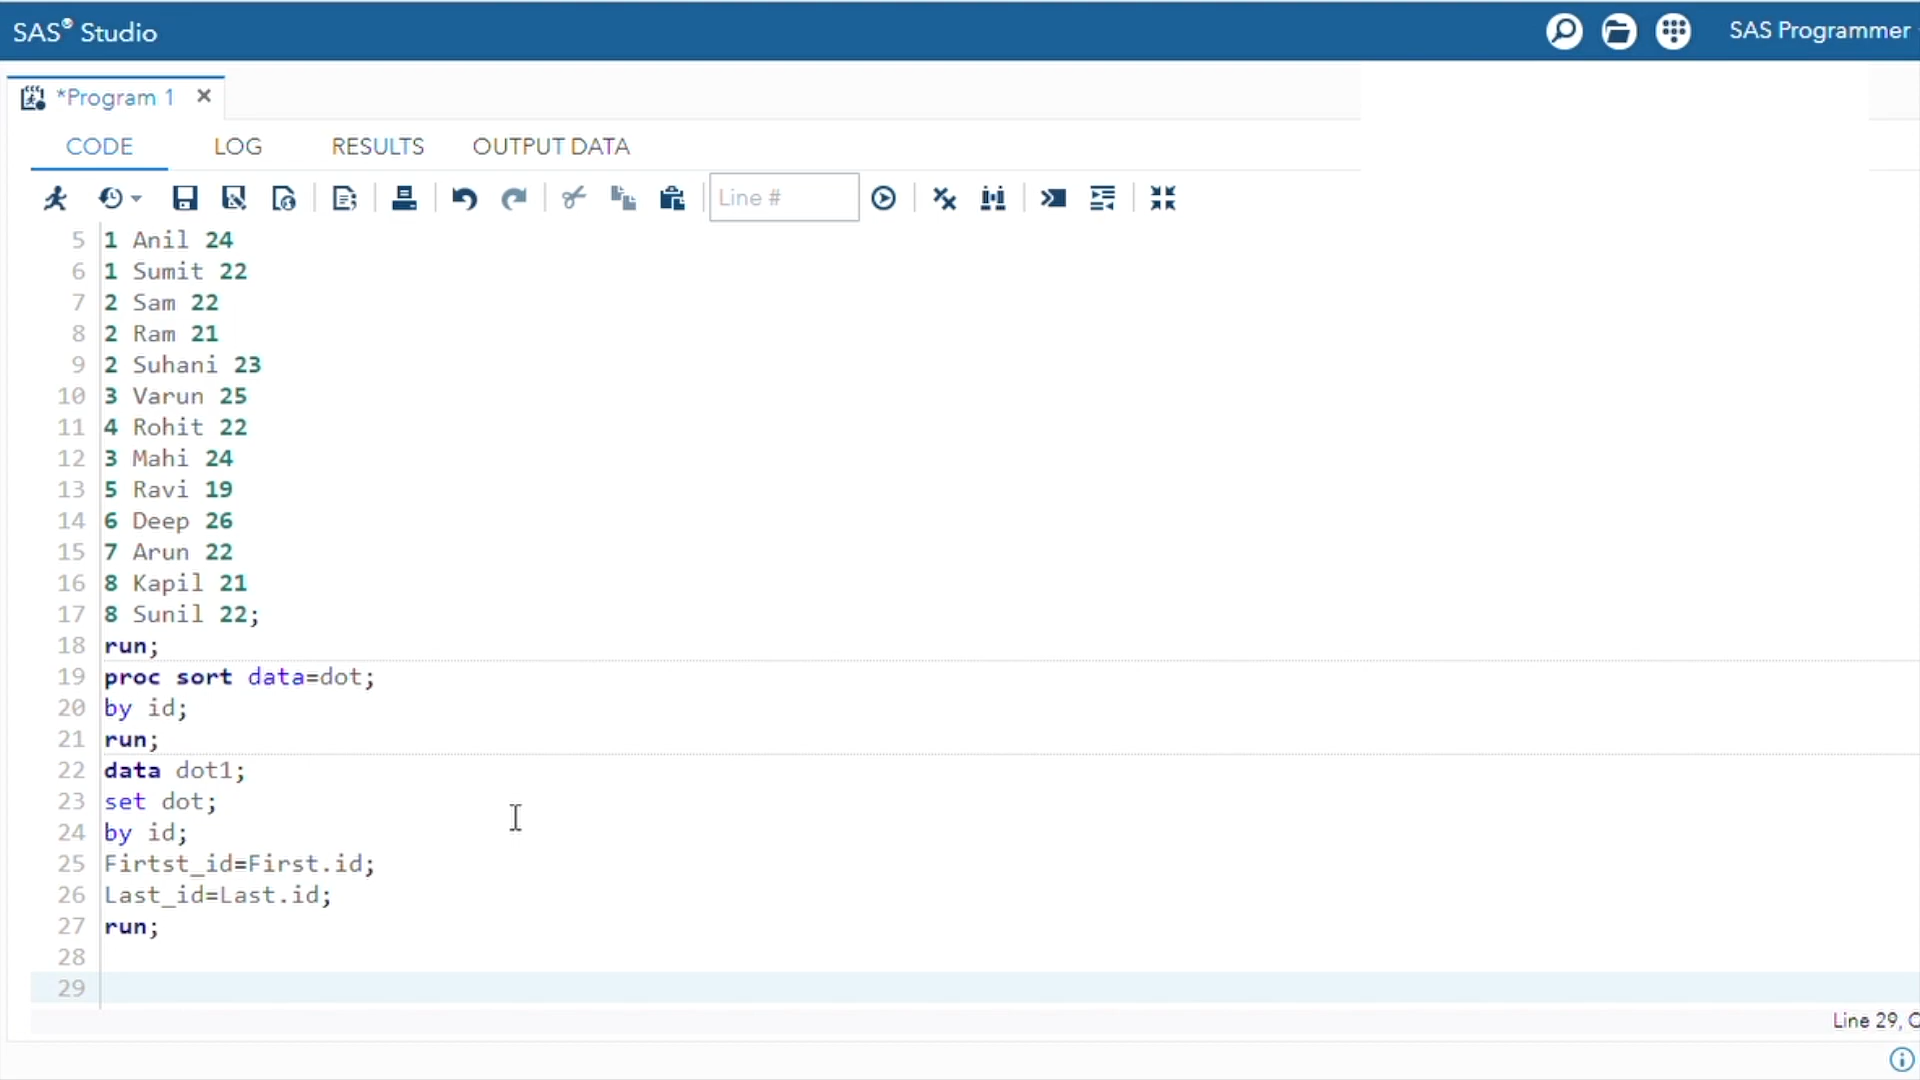 SAS® Studio
SAS Programmer
*Program 1
CODE LOG RESULTS OUTPUT DATA
Line #
5 1 Anil 24
6 1 Sumit 22
7 2 Sam 22
8 2 Ram 21
9 2 Suhani 23
10 3 Varun 25
11 4 Rohit 22
12 3 Mahi 24
13 5 Ravi 19
14 6 Deep 26
15 7 Arun 22
16 8 Kapil 21
17 8 Sunil 22;
18 run;
19 proc sort data=dot;
20 by id;
21 run;
22 data dot1;
23 set dot;
24 by id;
25 Firtst_id=First.id;
26 Last_id=Last.id;
27 run;
28
29
Line 29,